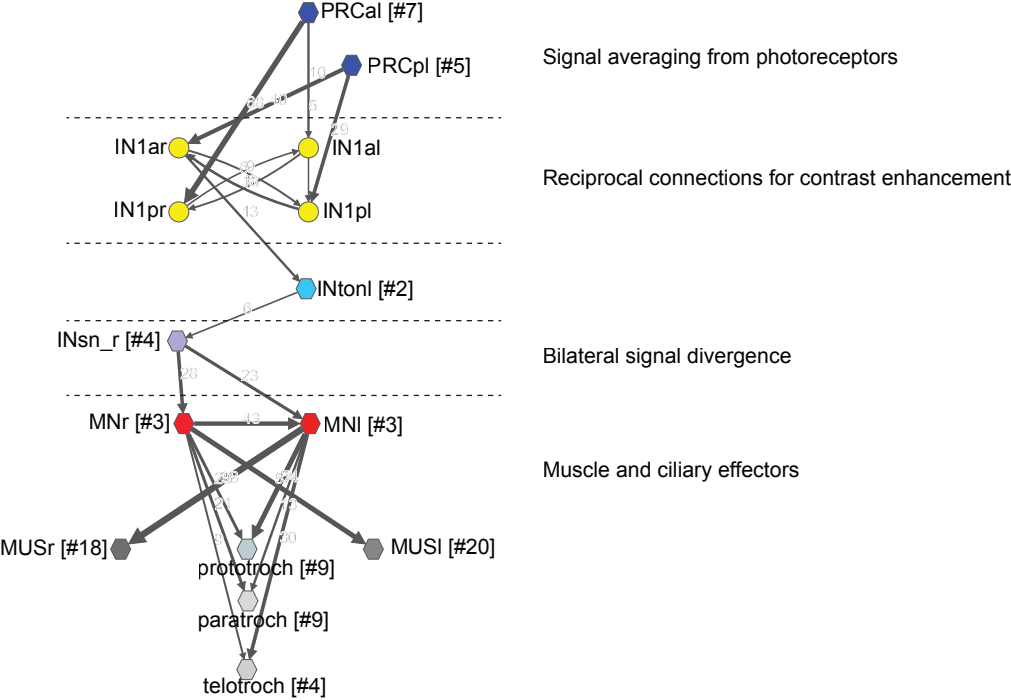 PRCal [#7]
Signal averaging from photoreceptors
PRCpl [#5]
10
5
29
IN1ar
IN1al
Reciprocal connections for contrast enhancement
IN1pr
IN1pl
13
INtonl [#2]
6
INsn_r [#4]
Bilateral signal divergence
28
23
MNr [#3]
43
MNl [#3]
Muscle and ciliary effectors
21
13
9
30
MUSr [#18]
MUSl [#20]
prototroch [#9]
paratroch [#9]
telotroch [#4]